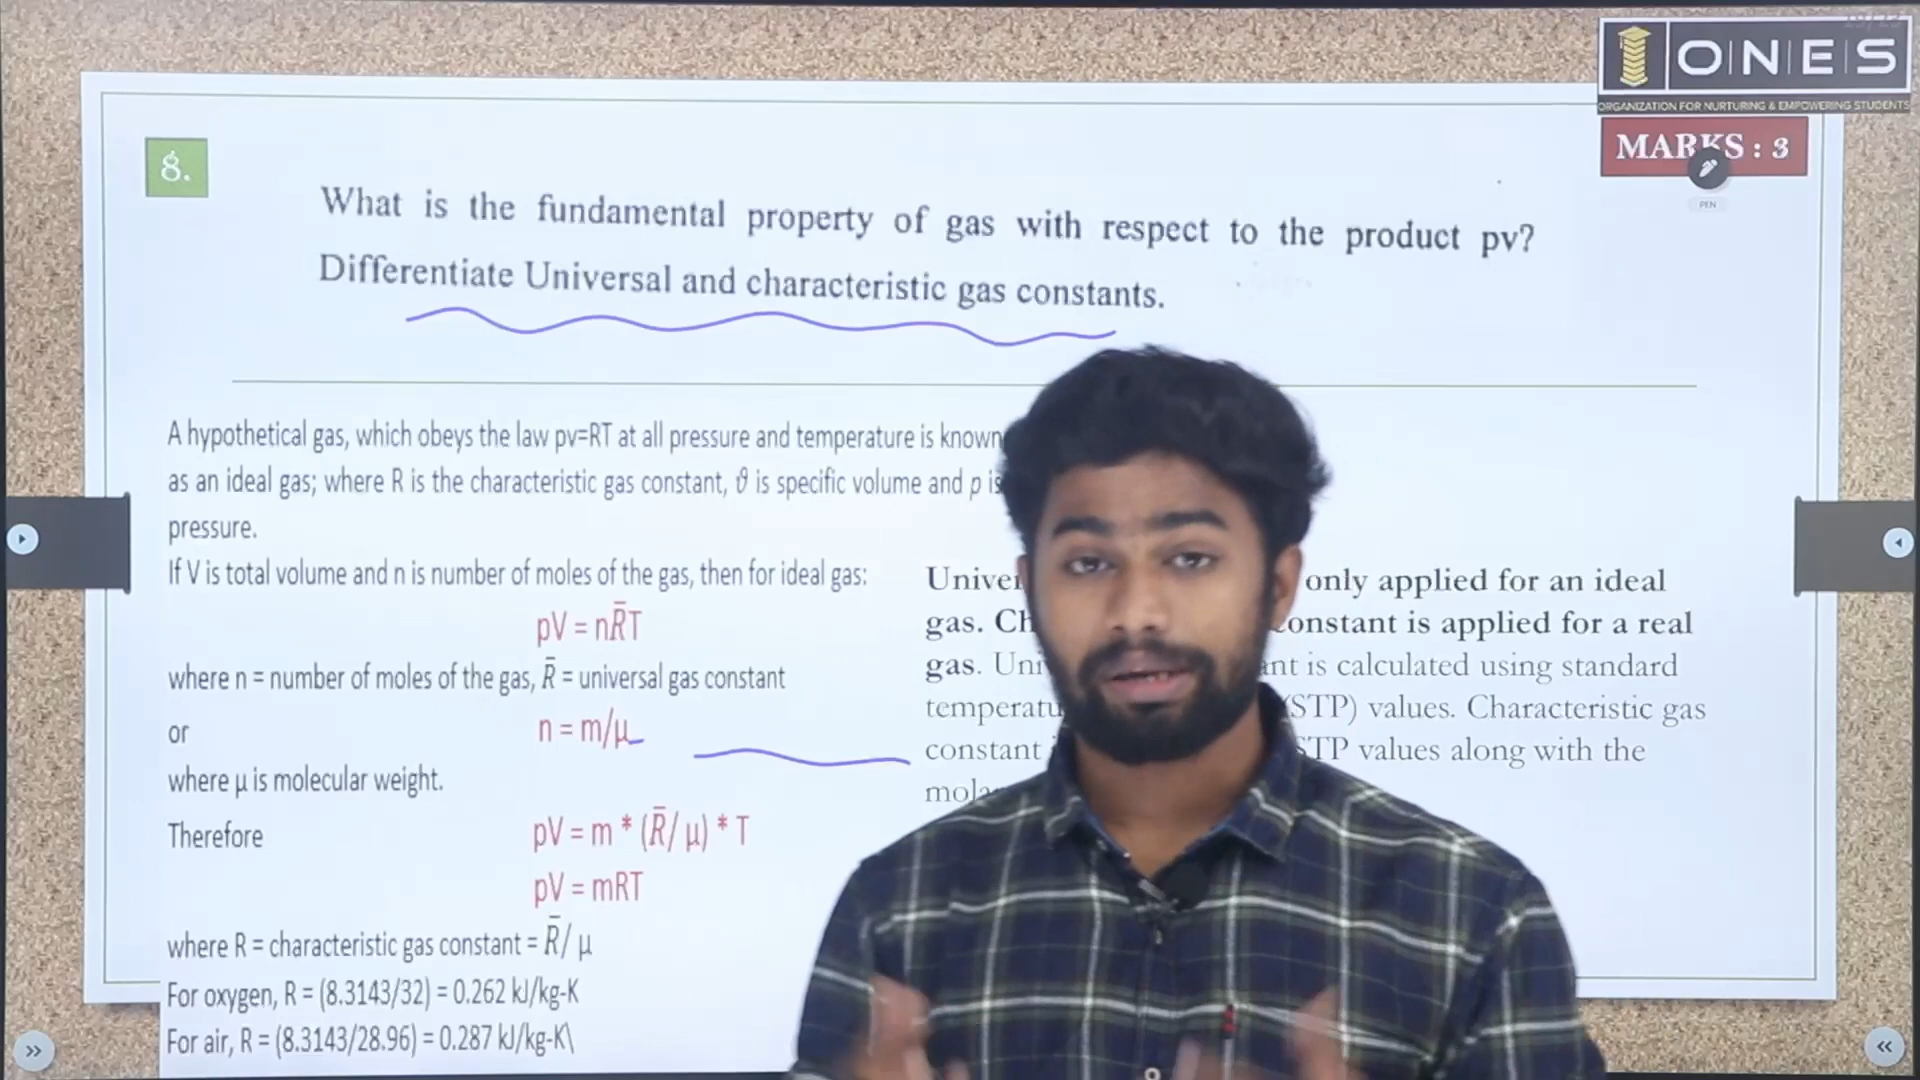 ONES
ORGANIZATION FOR NURTURING & EMPOWERING STUDENTS
MARKS : 3
PEN
8.
What is the fundamental property of gas with respect to the product pv?
Differentiate Universal and characteristic gas constants.
A hypothetical gas, which obeys the law pv=RT at all pressure and temperature is known
as an ideal gas; where R is the characteristic gas constant, ϑ is specific volume and p is
pressure.
If V is total volume and n is number of moles of the gas, then for ideal gas:
pV = nR̄T
where n = number of moles of the gas, R̄ = universal gas constant
or
n = m/μ
where μ is molecular weight.
Therefore
pV = m * (R̄/ μ) * T
pV = mRT
where R = characteristic gas constant = R̄/ μ
For oxygen, R = (8.3143/32) = 0.262 kJ/kg-K
For air, R = (8.3143/28.96) = 0.287 kJ/kg-K\
only applied for an ideal
gas. constant is applied for a real
gas. is calculated using standard
(STP) values. Characteristic gas
constant STP values along with the